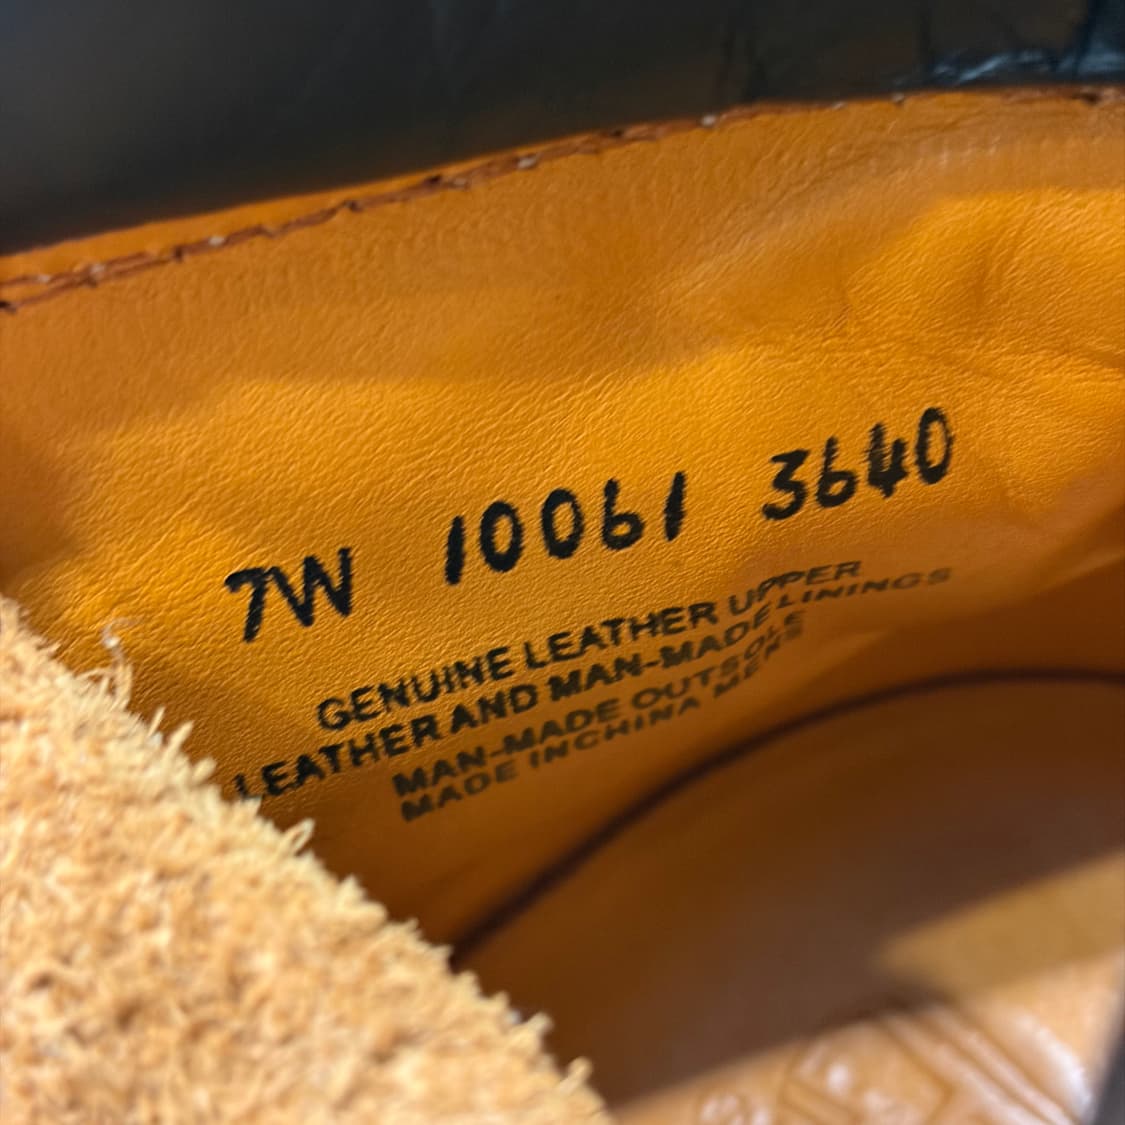 7W 10061 3640
GENUINE LEATHER UPPER
LEATHER AND MAN-MADE LININGS
MAN-MADE OUTSOLE
MADE IN CHINA MENS